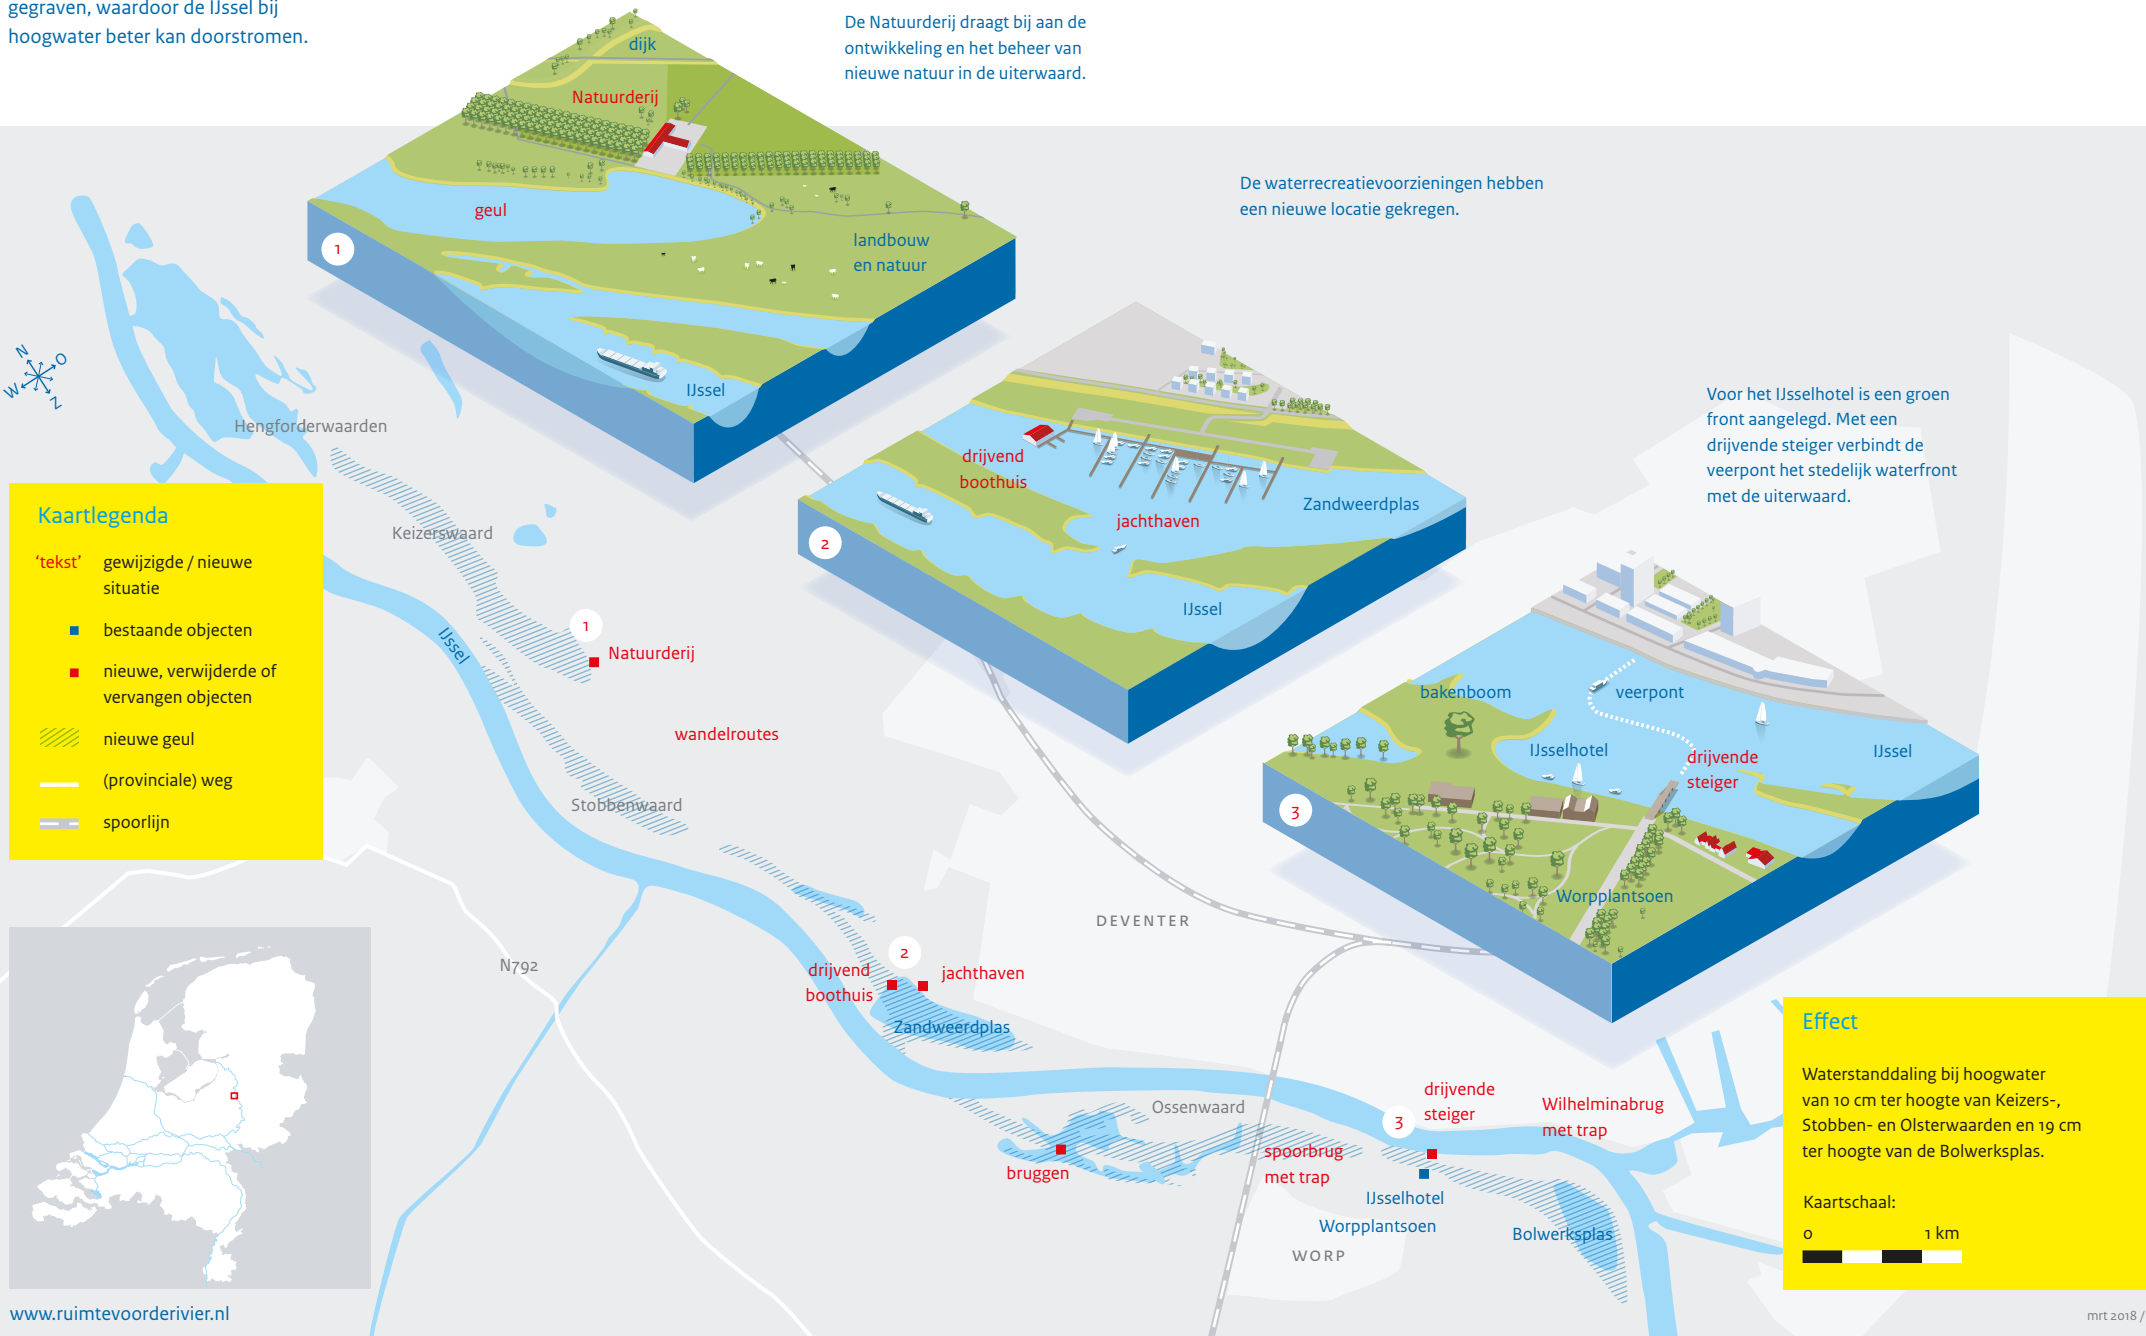 gegraven, waardoor de IJssel bij
hoogwater beter kan doorstromen.
De Natuurderij draagt bij aan de
ontwikkeling en het beheer van
nieuwe natuur in de uiterwaard.
dijk
Natuurderij
geul
landbouw
en natuur
1
IJssel
De waterrecreatievoorzieningen hebben
een nieuwe locatie gekregen.
N
O
W
Z
Hengforderwaarden
drijvend
boothuis
jachthaven
Zandweerdplas
2
IJssel
Voor het IJsselhotel is een groen
front aangelegd. Met een
drijvende steiger verbindt de
veerpont het stedelijk waterfront
met de uiterwaard.
bakenboom
veerpont
IJsselhotel
drijvende
steiger
IJssel
3
Worpplantsoen
Kaartlegenda
‘tekst’ gewijzigde / nieuwe
situatie
bestaande objecten
nieuwe, verwijderde of
vervangen objecten
nieuwe geul
(provinciale) weg
spoorlijn
Keizerswaard
IJssel
1
Natuurderij
wandelroutes
Stobbenwaard
DEVENTER
N792
2
drijvend
boothuis
jachthaven
Zandweerdplas
Ossenwaard
bruggen
spoorbrug
met trap
3
drijvende
steiger
Wilhelminabrug
met trap
IJsselhotel
Worpplantsoen
WORP
Bolwerksplas
Effect
Waterstanddaling bij hoogwater
van 10 cm ter hoogte van Keizers-,
Stobben- en Olsterwaarden en 19 cm
ter hoogte van de Bolwerksplas.
Kaartschaal:
0 1 km
www.ruimtevoorderivier.nl
mrt 2018 /